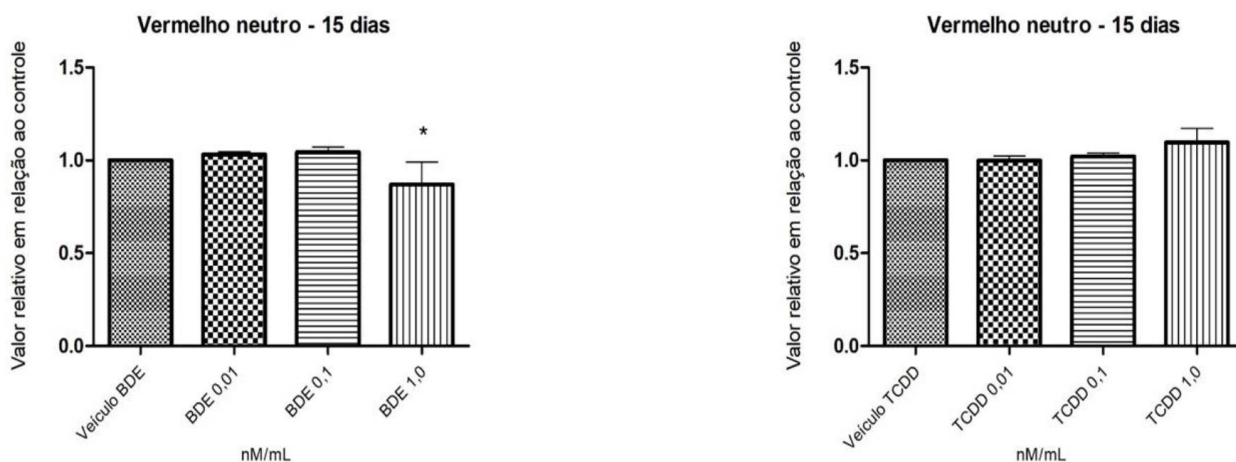 Vermelho neutro - 15 dias
Valor relativo em relação ao controle
1.5
1.0
0.5
0.0
*
Veículo BDE
BDE 0,01
BDE 0,1
BDE 1,0
nM/mL
Vermelho neutro - 15 dias
Valor relativo em relação ao controle
1.5
1.0
0.5
0.0
Veículo TCDD
TCDD 0,01
TCDD 0,1
TCDD 1,0
nM/mL